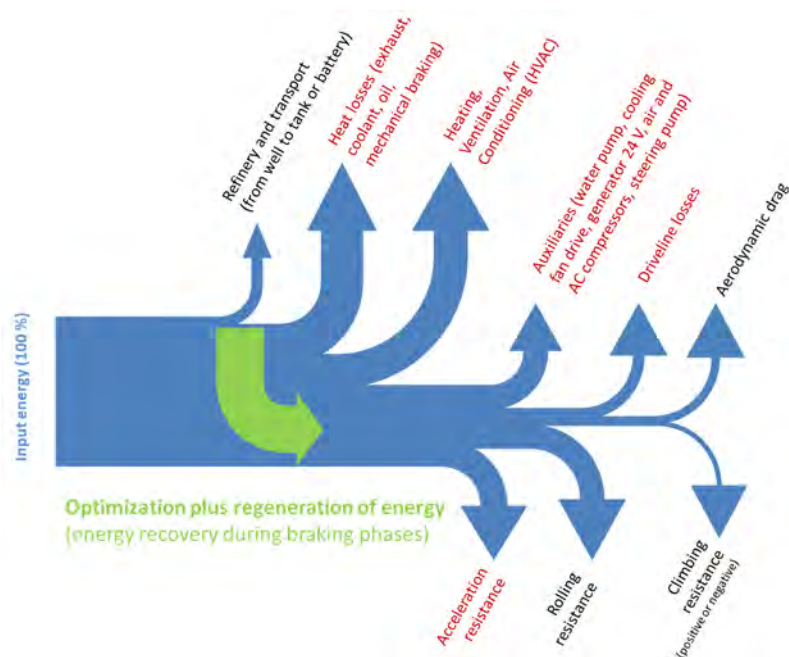 Refinery and transport
(from well to tank or battery)
Heat losses (exhaust,
coolant, oil,
mechanical braking)
Heating,
Ventilation, Air
Conditioning (HVAC)
Auxiliaries (water pump, cooling
fan drive, generator 24 V, air and
AC compressors, steering pump)
Driveline losses
Aerodynamic drag
Input energy (100 %)
Optimization plus regeneration of energy
(energy recovery during braking phases)
Acceleration
resistance
Rolling
resistance
Climbing
resistance
(positive or negative)